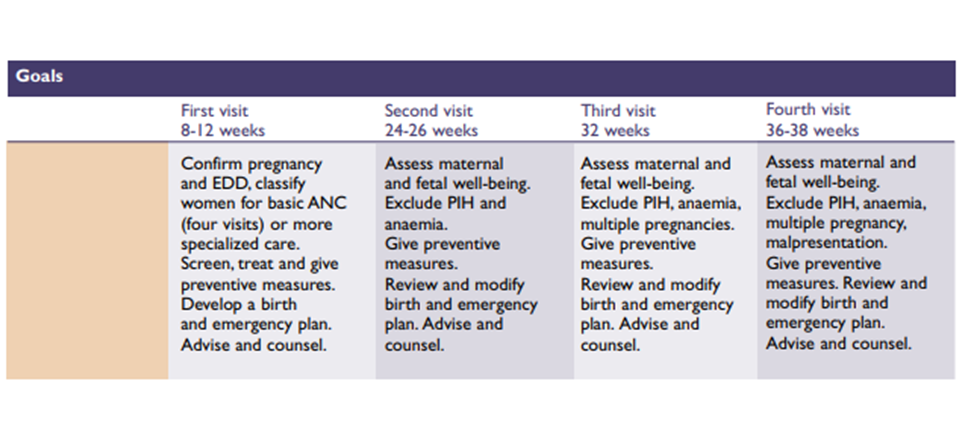 Goals
First visit
8-12 weeks
Second visit
24-26 weeks
Third visit
32 weeks
Fourth visit
36-38 weeks
Confirm pregnancy
and EDD, classify
women for basic ANC
(four visits) or more
specialized care.
Screen, treat and give
preventive measures.
Develop a birth
and emergency plan.
Advise and counsel.
Assess maternal
and fetal well-being.
Exclude PIH and
anaemia.
Give preventive
measures.
Review and modify
birth and emergency
plan. Advise and
counsel.
Assess maternal and
fetal well-being.
Exclude PIH, anaemia,
multiple pregnancies.
Give preventive
measures.
Review and modify
birth and emergency
plan. Advise and
counsel.
Assess maternal and
fetal well-being.
Exclude PIH, anaemia,
multiple pregnancy,
malpresentation.
Give preventive
measures. Review and
modify birth and
emergency plan.
Advise and counsel.